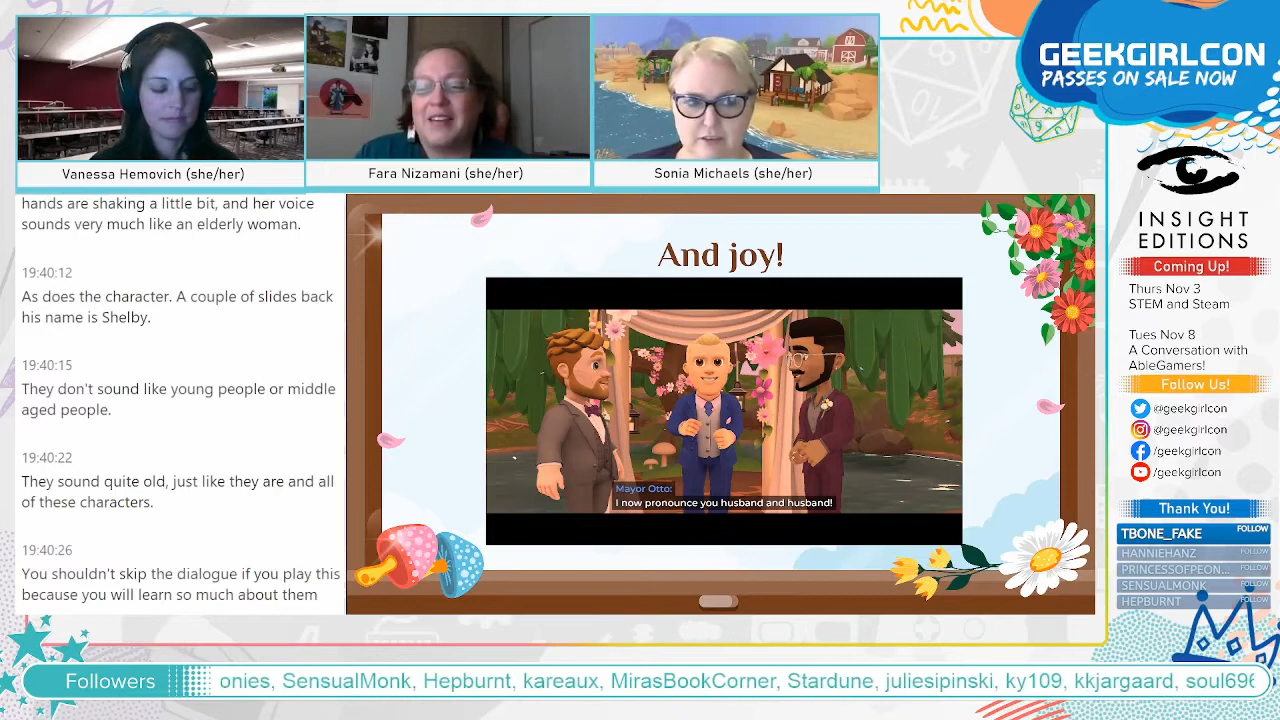 GEEKGIRLCON
PASSES ON SALE NOW
Vanessa Hemovich (she/her)
Fara Nizamani (she/her)
Sonia Michaels (she/her)
hands are shaking a little bit, and her voice
sounds very much like an elderly woman.
19:40:12
As does the character. A couple of slides back
his name is Shelby.
19:40:15
They don't sound like young people or middle
aged people.
19:40:22
They sound quite old, just like they are and all
of these characters.
19:40:26
You shouldn't skip the dialogue if you play this
because you will learn so much about them
And joy!
Mayor Otto:
I now pronounce you husband and husband!
INSIGHT
EDITIONS
Coming Up!
Thurs Nov 3
STEM and Steam
Tues Nov 8
A Conversation with
AbleGamers!
Follow Us!
@geekgirlcon
@geekgirlcon
/geekgirlcon
/geekgirlcon
Thank You!
TBONE_FAKE FOLLOW
HANNIEHANZ FOLLOW
PRINCESSOFPEON... FOLLOW
SENSUALMONK FOLLOW
HEPBURNT FOLLOW
Followers
onies, SensualMonk, Hepburnt, kareaux, MirasBookCorner, Stardune, juliesipinski, ky109, kkjargaard, soul696